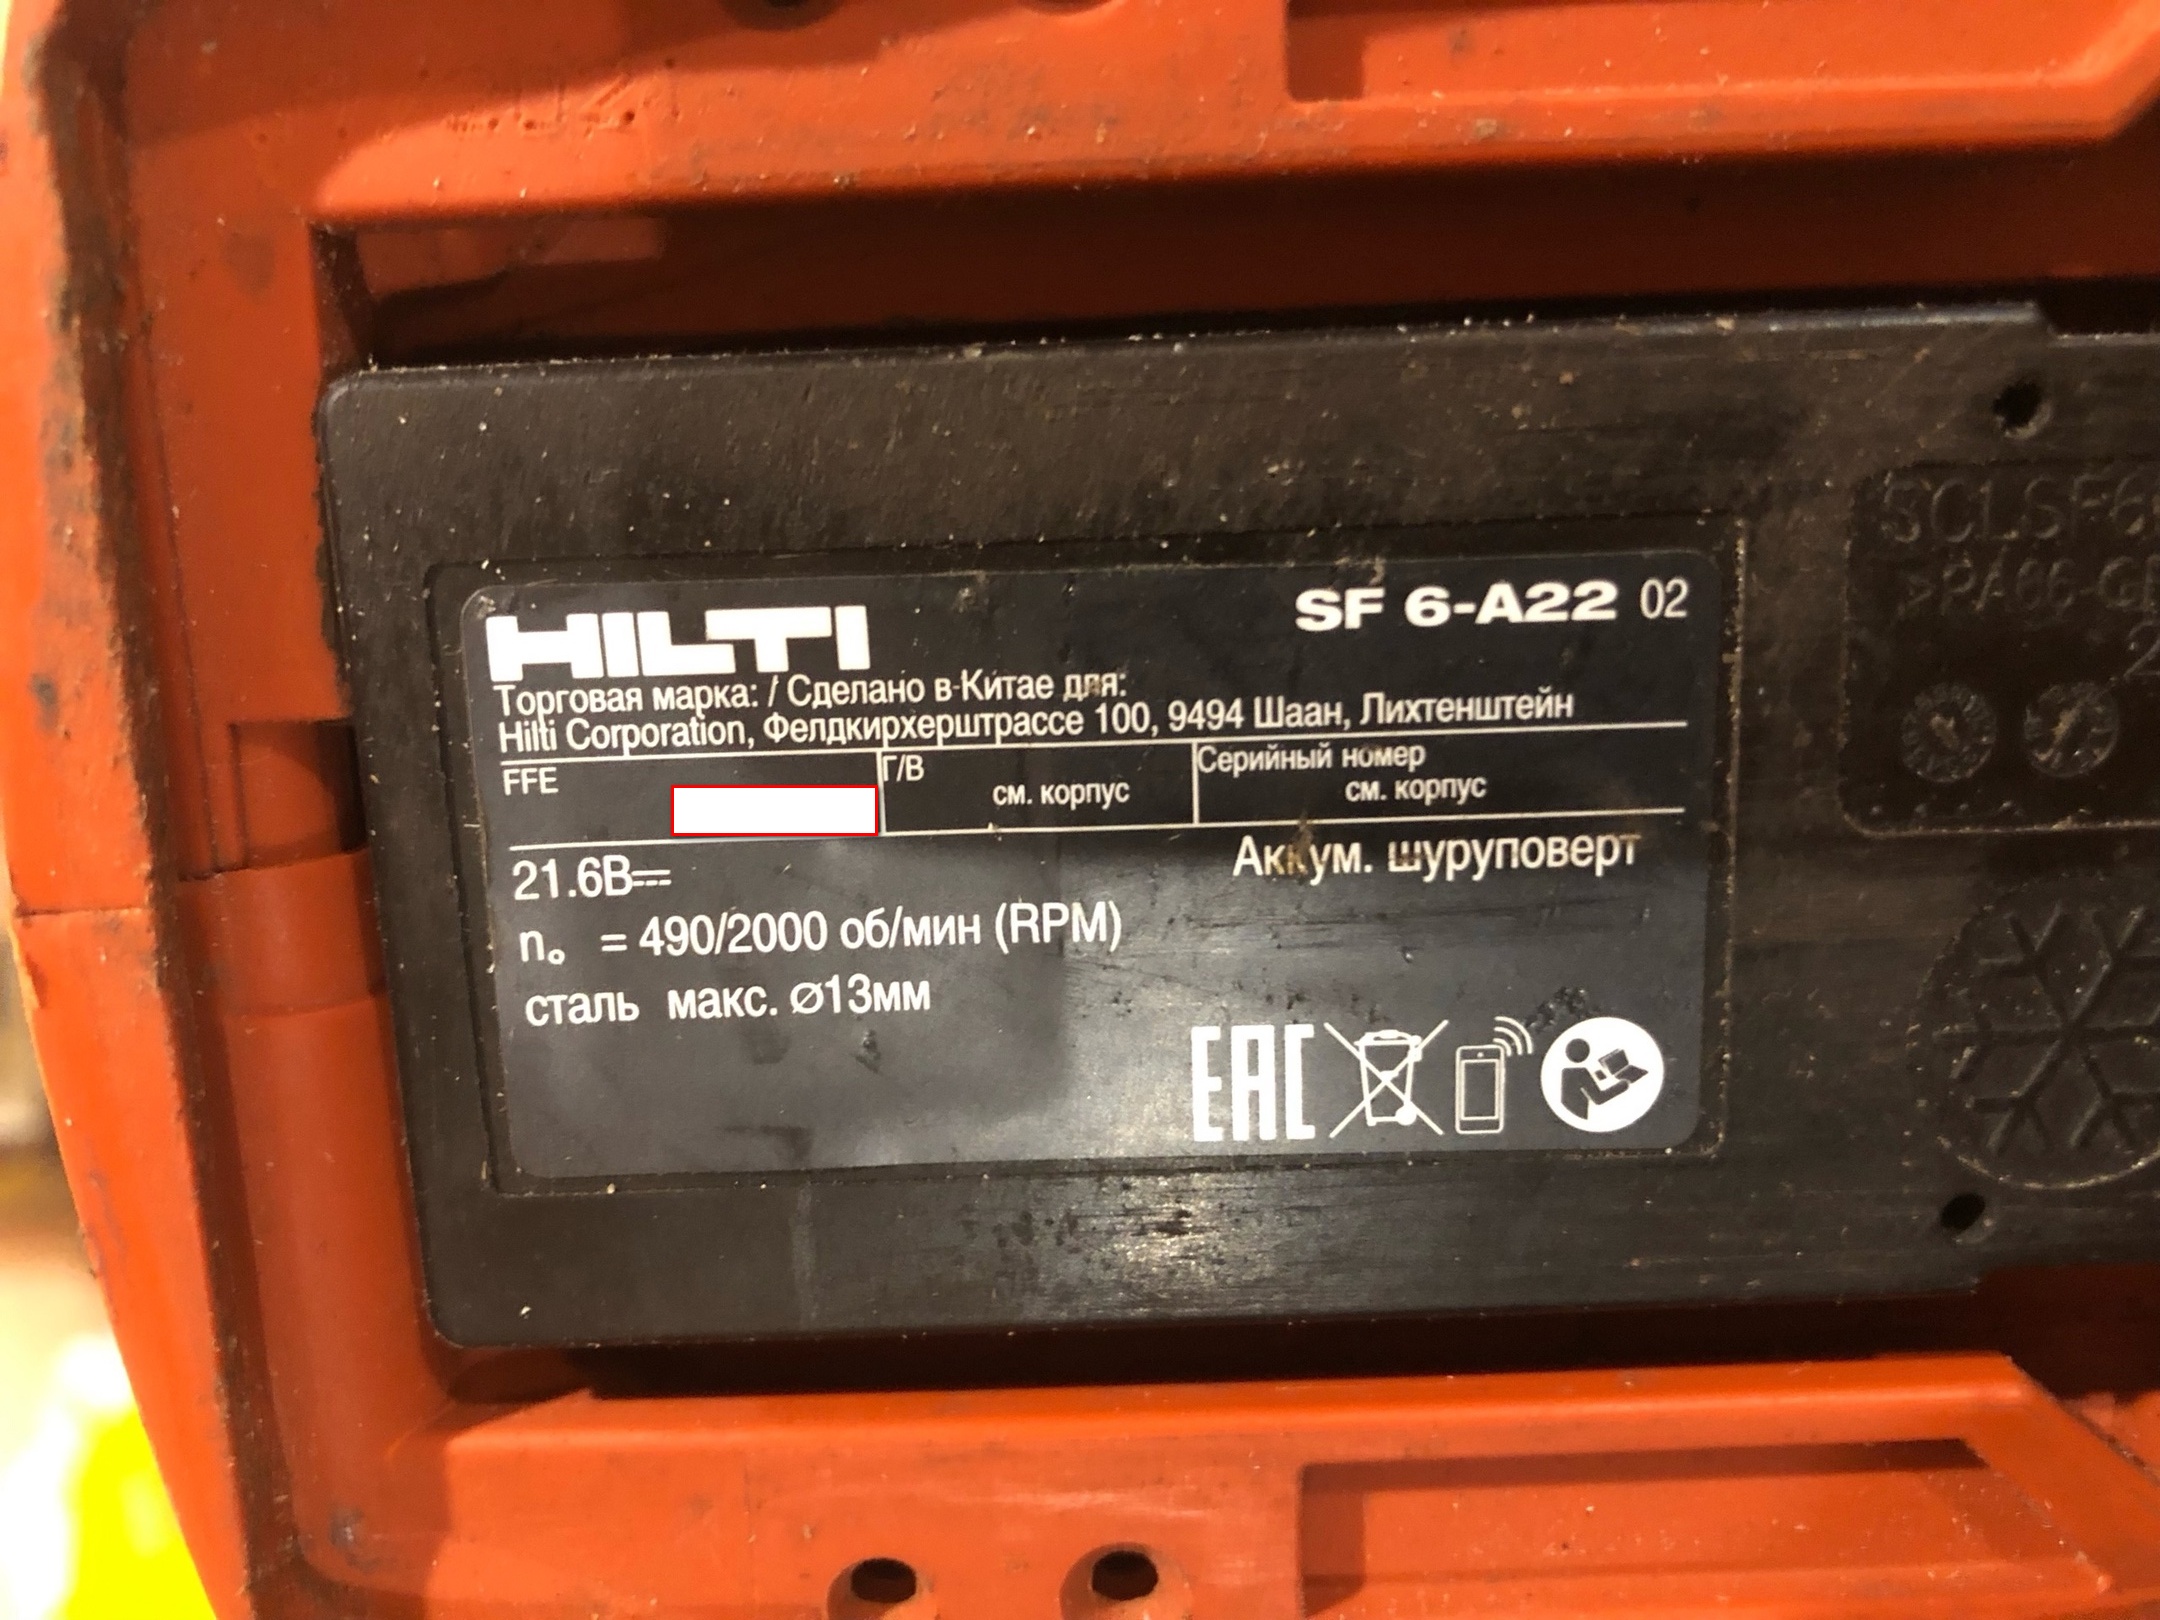 HILTI
SF 6-A22 02
Торговая марка: / Сделано в Китае для:
Hilti Corporation, Фелдкирхерштрассе 100, 9494 Шаан, Лихтенштейн
FFE
Г/В
см. корпус
Серийный номер
см. корпус
21.6В
Аккум. шуруповерт
n₀ = 490/2000 об/мин (RPM)
сталь макс. Ø13мм
EAC
SCLSF6
>PA66-G